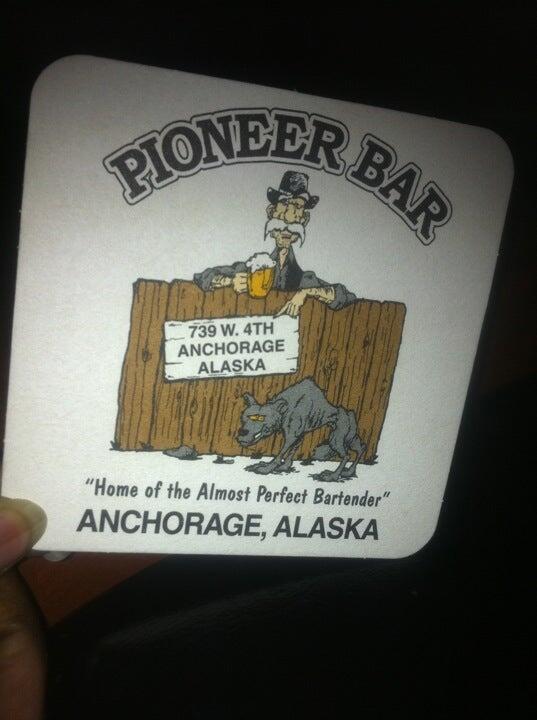 PIONEER BAR
739 W. 4TH
ANCHORAGE
ALASKA
"Home of the Almost Perfect Bartender"
ANCHORAGE, ALASKA